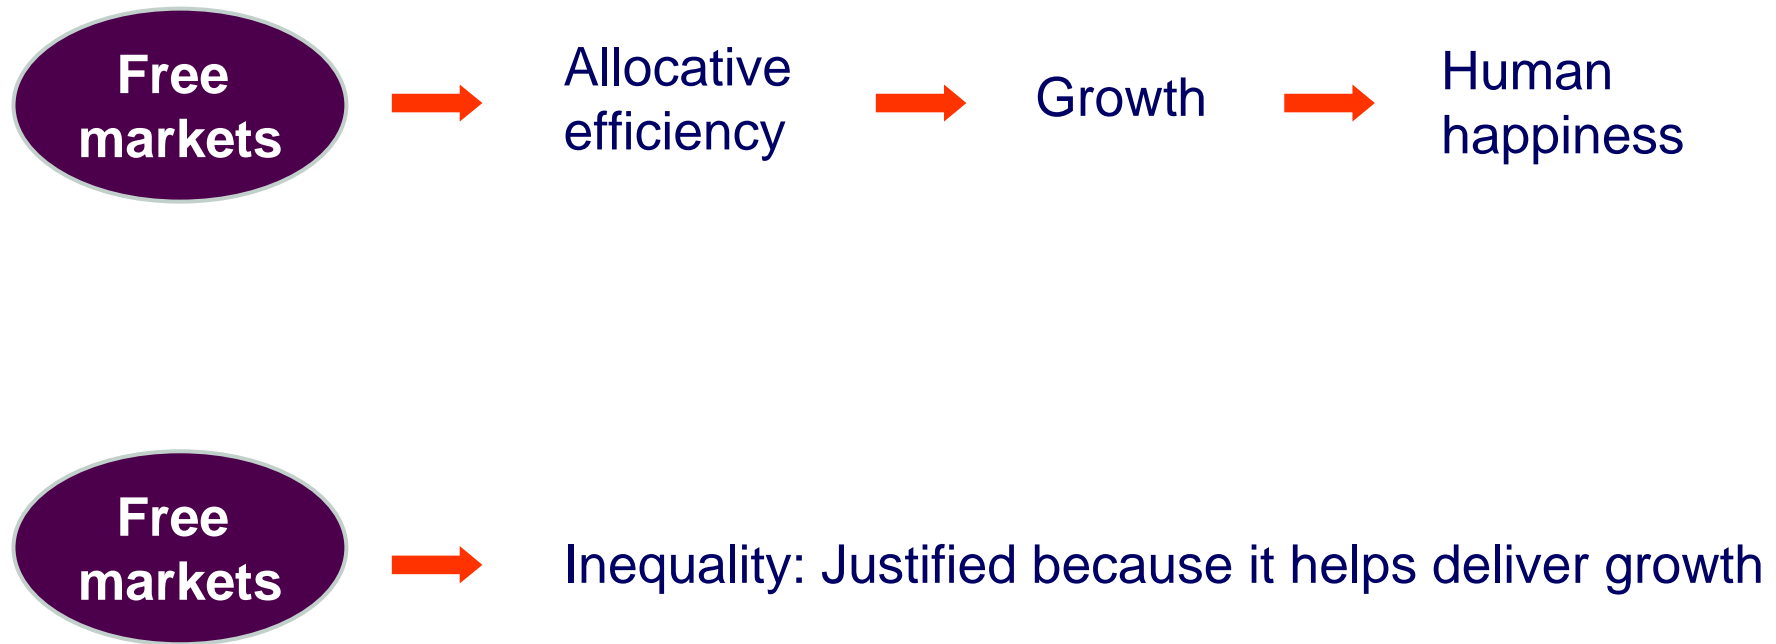 Free
markets
Allocative
efficiency
Growth
Human
happiness
Free
markets
Inequality: Justified because it helps deliver growth